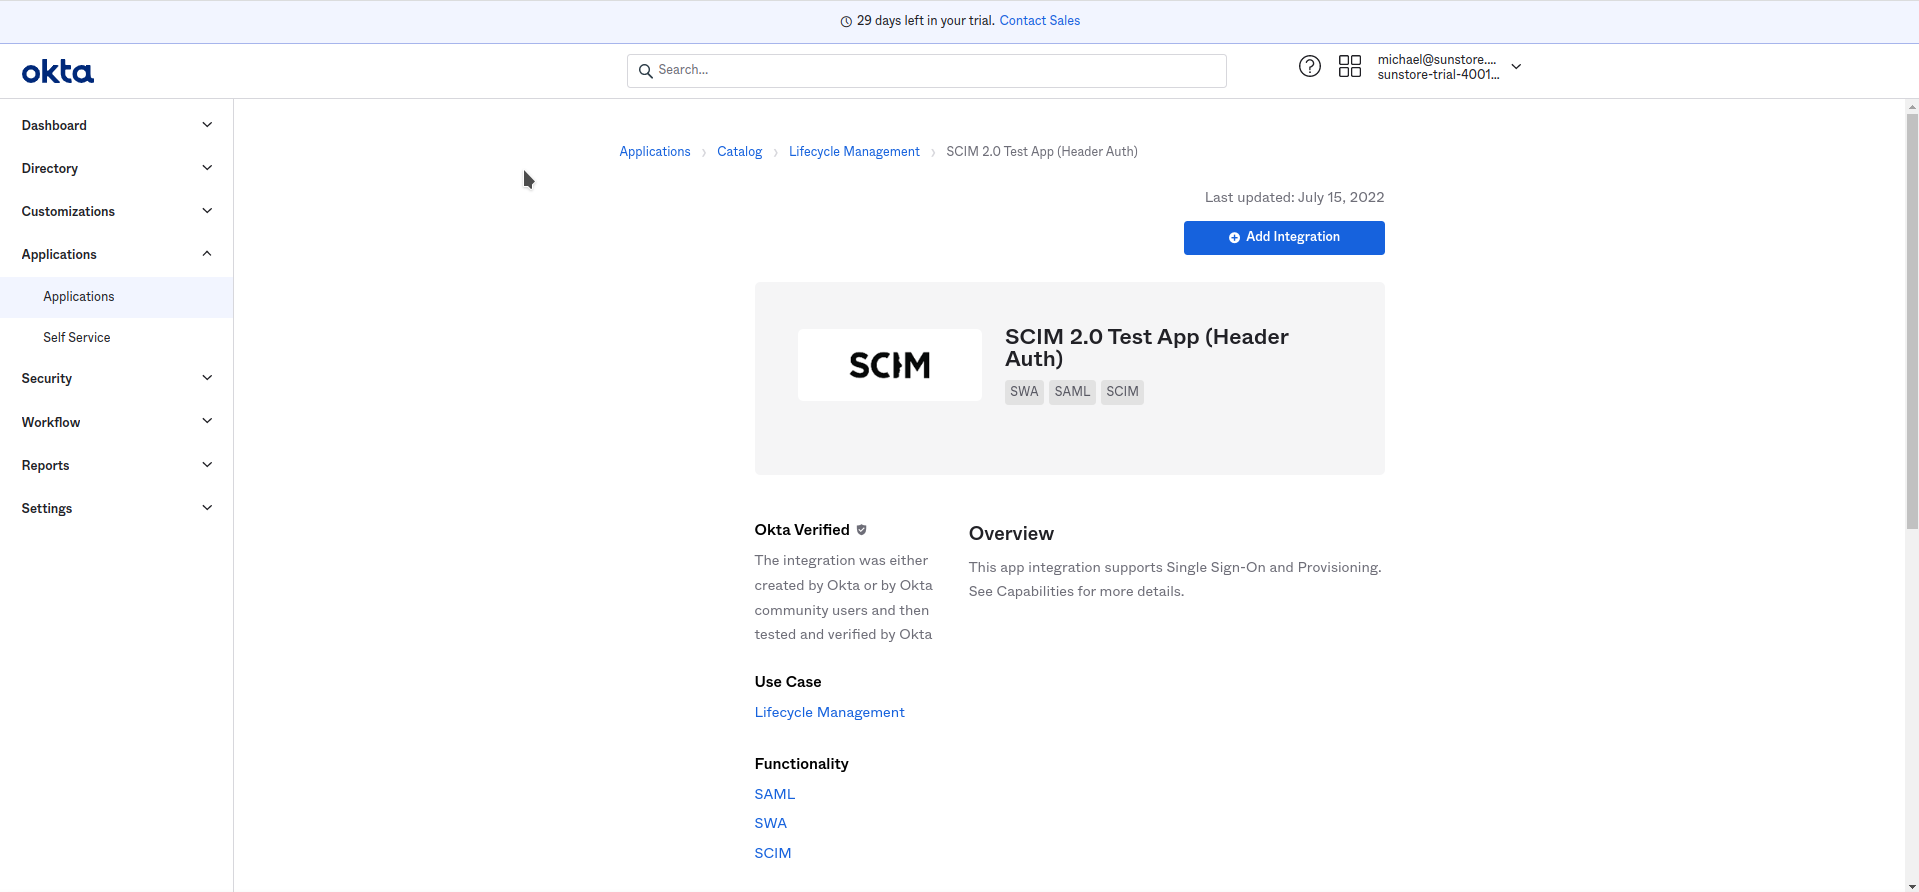 29 days left in your trial. Contact Sales
okta
Search...
michael@sunstore....
sunstore-trial-4001...
Dashboard
Directory
Customizations
Applications
Applications
Self Service
Security
Workflow
Reports
Settings
Applications › Catalog › Lifecycle Management › SCIM 2.0 Test App (Header Auth)
Last updated: July 15, 2022
Add Integration
SCIM
SCIM 2.0 Test App (Header
Auth)
SWA SAML SCIM
Okta Verified
The integration was either
created by Okta or by Okta
community users and then
tested and verified by Okta
Use Case
Lifecycle Management
Functionality
SAML
SWA
SCIM
Overview
This app integration supports Single Sign-On and Provisioning.
See Capabilities for more details.